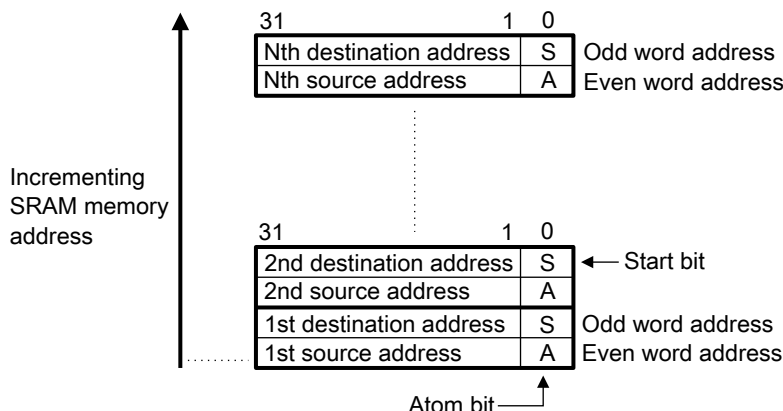 31 1 0
Nth destination address S Odd word address
Nth source address A Even word address
Incrementing
SRAM memory
address
31 1 0
2nd destination address S Start bit
2nd source address A
1st destination address S Odd word address
1st source address A Even word address
Atom bit